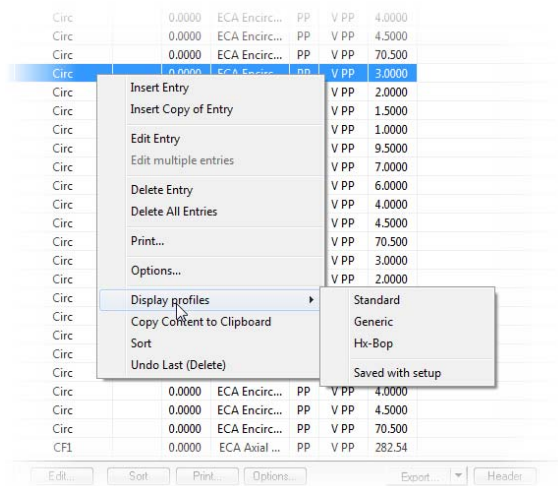 Circ 0.0000 ECA Encirc... PP V PP 4.0000
Circ 0.0000 ECA Encirc... PP V PP 4.5000
Circ 0.0000 ECA Encirc... PP V PP 70.500
Circ 0.0000 ECA Encirc... PP V PP 3.0000
Circ V PP 2.0000
Circ V PP 1.5000
Circ V PP 1.0000
Circ V PP 9.5000
Circ V PP 7.0000
Circ V PP 6.0000
Circ V PP 4.0000
Circ V PP 4.5000
Circ V PP 70.500
Circ V PP 3.0000
Circ V PP 2.0000
Circ
Circ
Circ
Circ
Circ
Insert Entry
Insert Copy of Entry
Edit Entry
Edit multiple entries
Delete Entry
Delete All Entries
Print...
Options...
Display profiles
Copy Content to Clipboard
Sort
Undo Last (Delete)
Standard
Generic
Hx-Bop
Saved with setup
Circ 0.0000 ECA Encirc... PP V PP 4.0000
Circ 0.0000 ECA Encirc... PP V PP 4.5000
Circ 0.0000 ECA Encirc... PP V PP 70.500
CF1 0.0000 ECA Axial ... PP V PP 282.54
Edit... Sort Print... Options... Export... Header